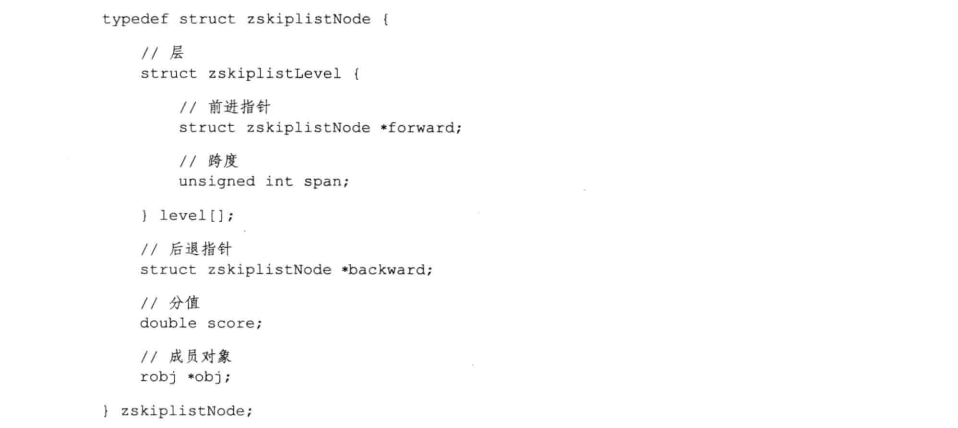 typedef struct zskiplistNode {
// 层
struct zskiplistLevel {
// 前进指针
struct zskiplistNode *forward;
// 跨度
unsigned int span;
} level[];
// 后退指针
struct zskiplistNode *backward;
// 分值
double score;
// 成员对象
robj *obj;
} zskiplistNode;